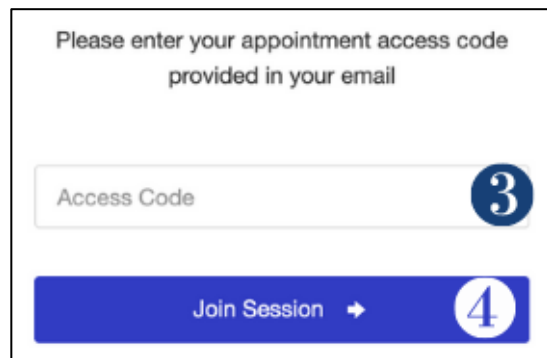 Please enter your appointment access code
provided in your email
Access Code 3
Join Session 4